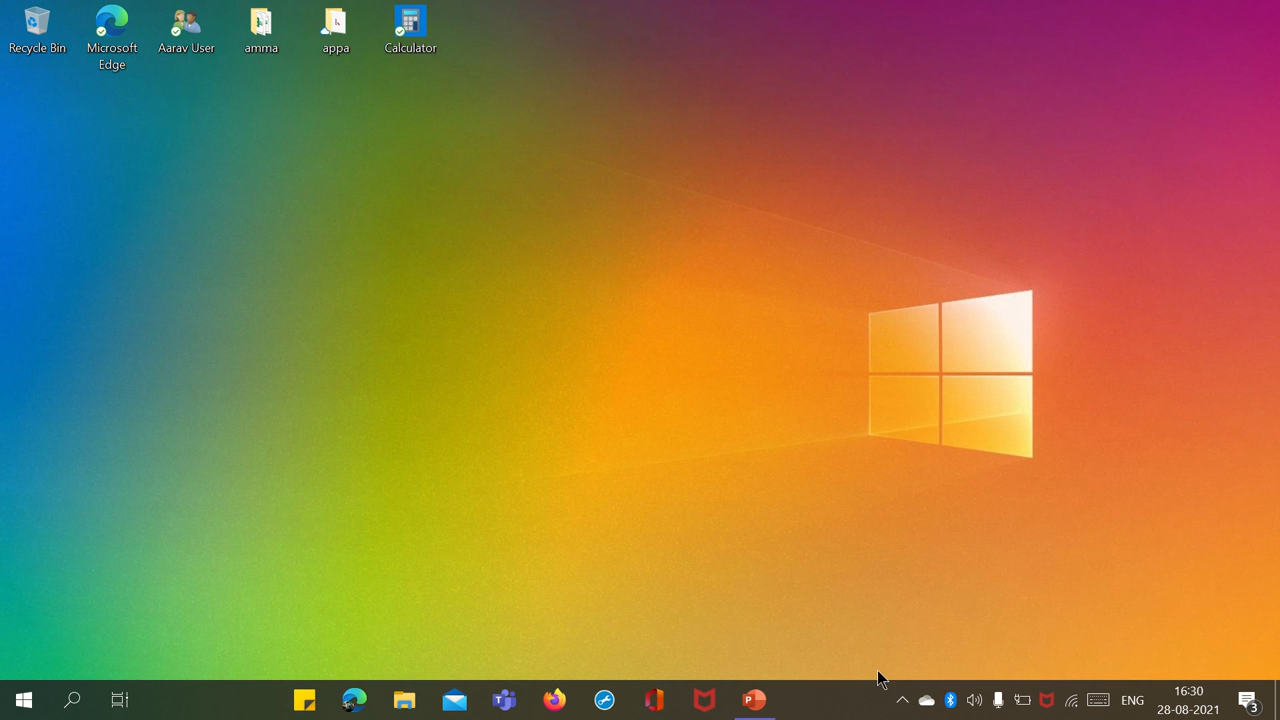 Recycle Bin
Microsoft
Edge
Aarav User
amma
appa
Calculator
ENG
16:30
28-08-2021
3